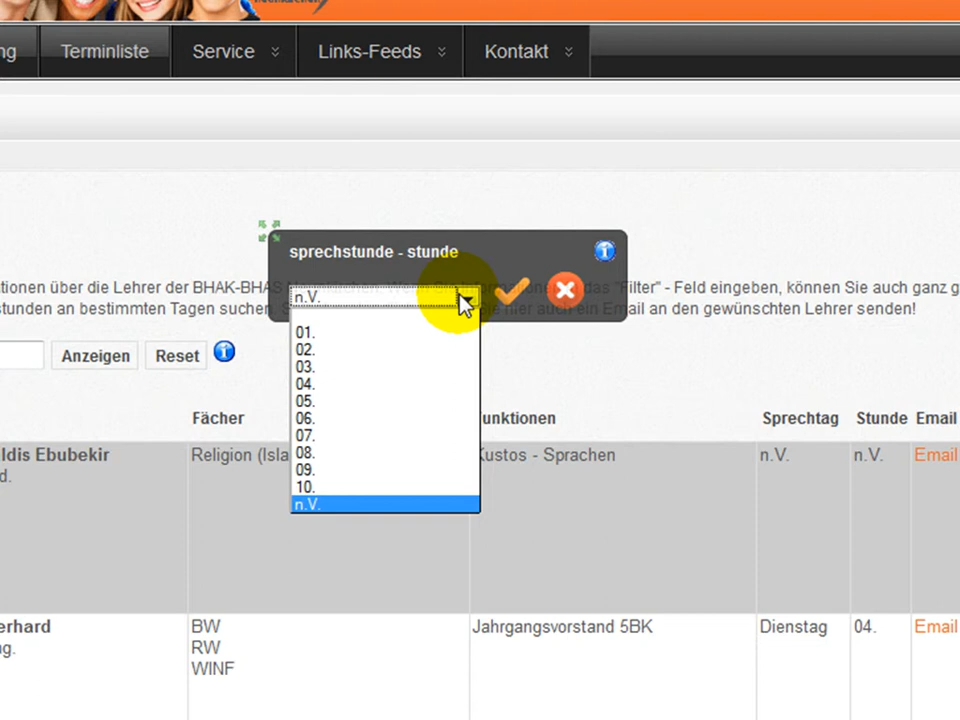 ng Terminliste Service Links-Feeds Kontakt
sprechstunde - stunde
tionen über die Lehrer der BHAK-BHAS das "Filter" - Feld eingeben, können Sie auch ganz g
stunden an bestimmten Tagen suchen. Sie hier auch ein Email an den gewünschten Lehrer senden!
n.V.
01.
02.
03.
04.
05.
06.
07.
08.
09.
10.
n.V.
Anzeigen Reset
Fächer unktionen Sprechtag Stunde Email
ldis Ebubekir Religion (Isla Kustos - Sprachen n.V. n.V. Email
d.
erhard BW Jahrgangsvorstand 5BK Dienstag 04. Email
ng. RW
WINF